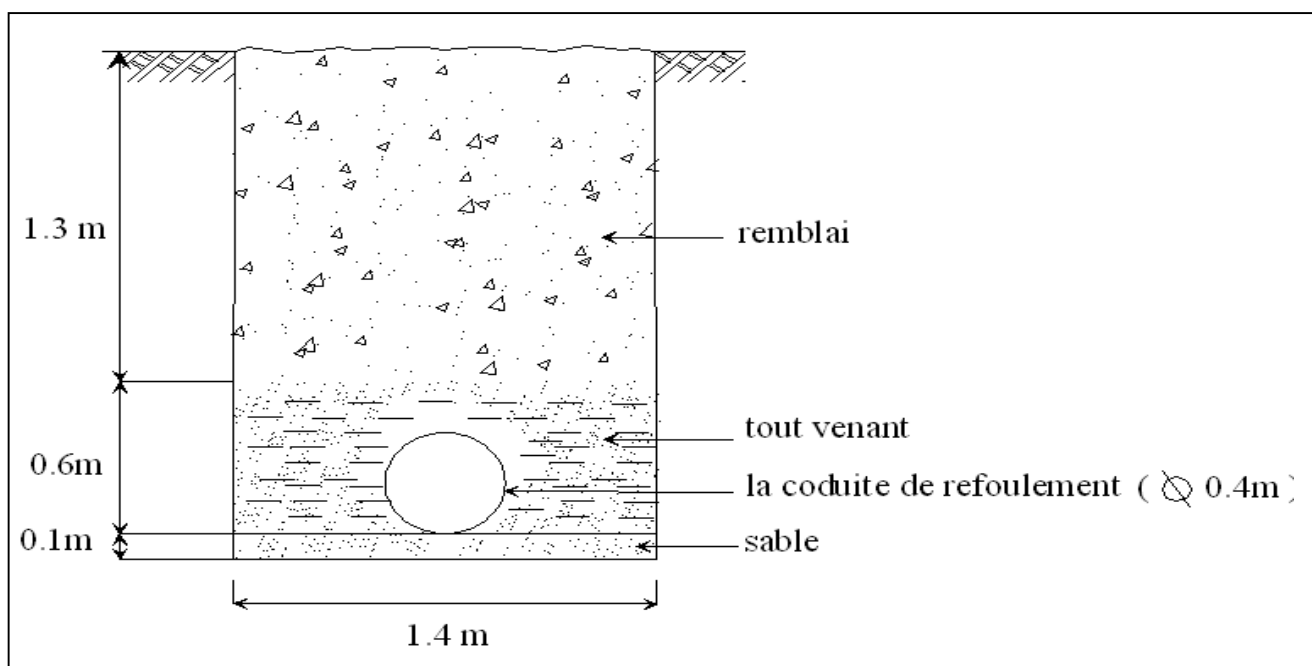 1.3 m
remblai
tout venant
0.6m
la coduite de refoulement ( ⌀ 0.4m )
0.1m
sable
1.4 m